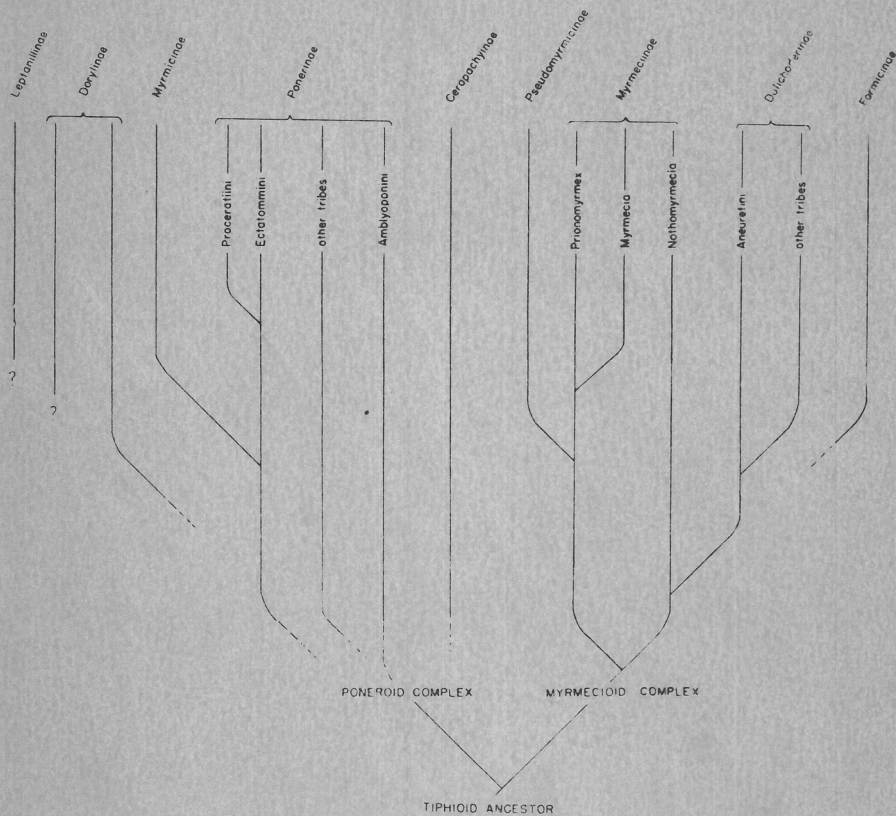 Leptanillinae
Dorylinae
Myrmicinae
Ponerinae
Cerapachyinae
Pseudomyrmicinae
Myrmeciinae
Dolichoderinae
Formicinae
Proceratiini
Ectatommini
other tribes
Amblyoponini
Prionomyrmex
Myrmecia
Nothomyrmecia
Aneuretini
other tribes
?
?
PONEROID COMPLEX
MYRMECIOID COMPLEX
TIPHIOID ANCESTOR